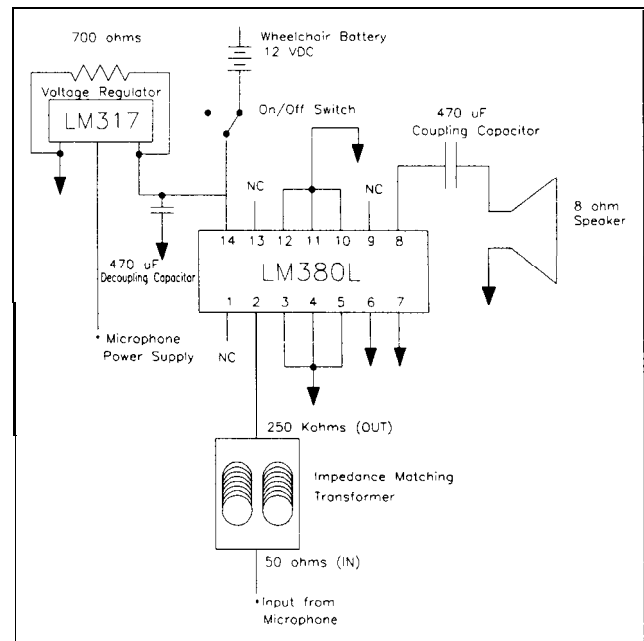 700 ohms
Voltage Regulator
LM317
Wheelchair Battery
12 VDC
On/Off Switch
470 uF
Coupling Capacitor
8 ohm
Speaker
NC
NC
14 13 12 11 10 9 8
LM380L
1 2 3 4 5 6 7
NC
470 uF
Decoupling Capacitor
* Microphone
Power Supply
250 Kohms (OUT)
Impedance Matching
Transformer
50 ohms (IN)
*Input from
Microphone